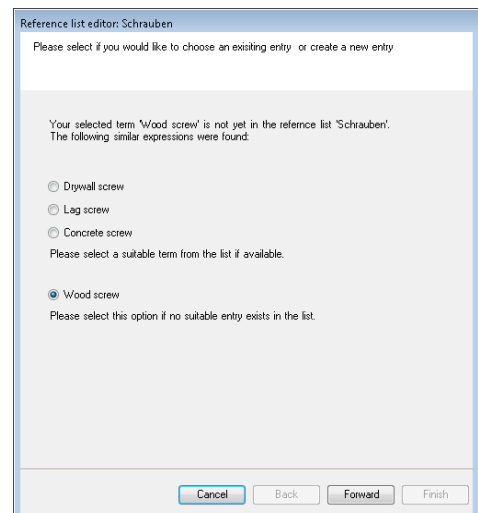 Reference list editor: Schrauben
Please select if you would like to choose an exisiting entry or create a new entry
Your selected term 'Wood screw' is not yet in the refernce list 'Schrauben'.
The following similar expressions were found:
Drywall screw
Lag screw
Concrete screw
Please select a suitable term from the list if available.
Wood screw
Please select this option if no suitable entry exists in the list.
Cancel Back Forward Finish